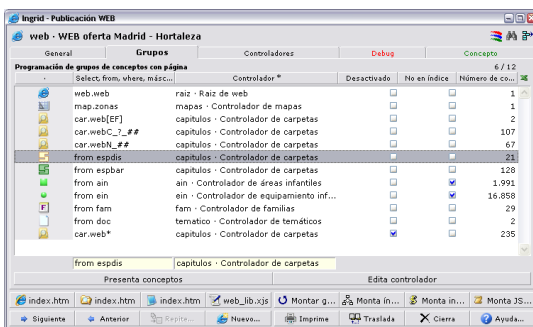 Ingrid - Publicación WEB
web · WEB oferta Madrid - Hortaleza
General Grupos Controladores Debug Concepto
Programación de grupos de conceptos con página 6 / 12
· Select, from, where, másc... Controlador * Desactivado No en índice Número de co...
web.web raiz · Raiz de web 1
map.zonas mapas · Controlador de mapas 1
car.web[EF] capitulos · Controlador de carpetas 2
car.webC_?_## capitulos · Controlador de carpetas 107
car.webN_## capitulos · Controlador de carpetas 67
from espdis capitulos · Controlador de carpetas 21
from espbar capitulos · Controlador de carpetas 128
from ain ain · Controlador de áreas infantiles 1.991
from ein ein · Controlador de equipamiento inf... 16.858
F from fam fam · Controlador de familias 29
from doc tematico · Controlador de temáticos 2
car.web* capitulos · Controlador de carpetas 235
from espdis capitulos · Controlador de carpetas
Presenta conceptos Edita controlador
index.htm index.htm index.htm web_lib.xjs Montar g... Monta ín... Monta in... Monta JS...
Siguiente Anterior Repite... Nuevo... Imprime Traslada Cierra Ayuda...